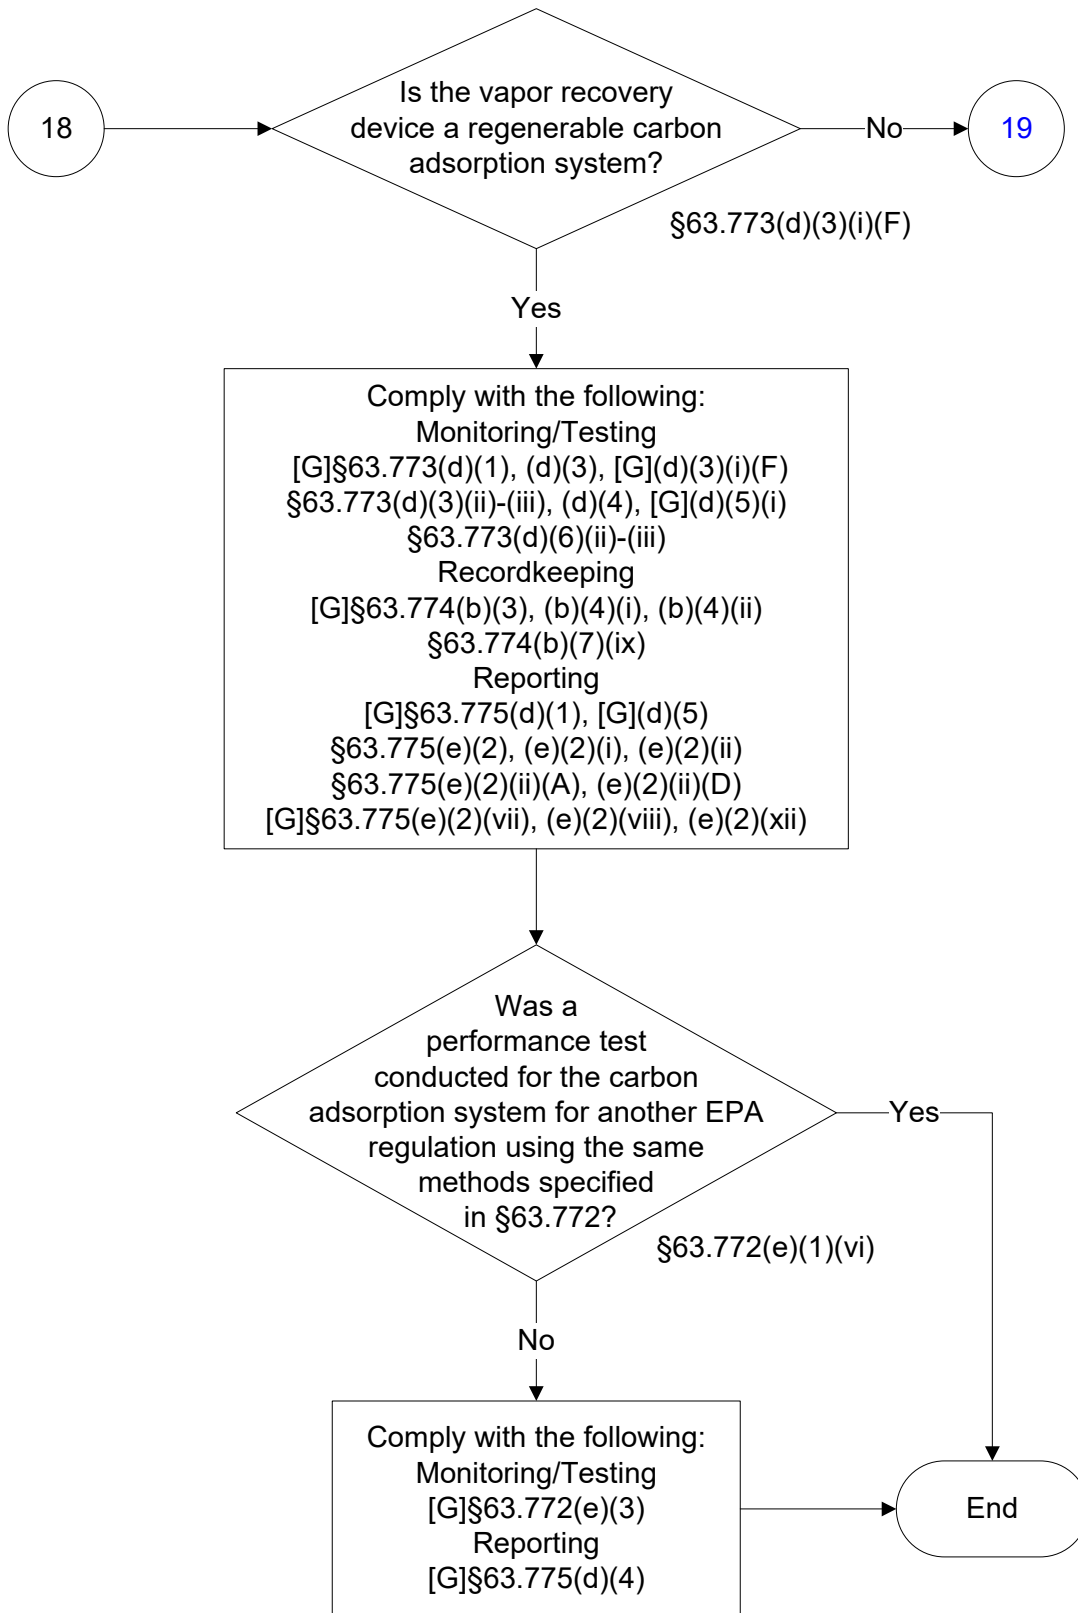 18
Is the vapor recovery
device a regenerable carbon
adsorption system?
No
19
§63.773(d)(3)(i)(F)
Yes
Comply with the following:
Monitoring/Testing
[G]§63.773(d)(1), (d)(3), [G](d)(3)(i)(F)
§63.773(d)(3)(ii)-(iii), (d)(4), [G](d)(5)(i)
§63.773(d)(6)(ii)-(iii)
Recordkeeping
[G]§63.774(b)(3), (b)(4)(i), (b)(4)(ii)
§63.774(b)(7)(ix)
Reporting
[G]§63.775(d)(1), [G](d)(5)
§63.775(e)(2), (e)(2)(i), (e)(2)(ii)
§63.775(e)(2)(ii)(A), (e)(2)(ii)(D)
[G]§63.775(e)(2)(vii), (e)(2)(viii), (e)(2)(xii)
Was a
performance test
conducted for the carbon
adsorption system for another EPA
regulation using the same
methods specified
in §63.772?
Yes
§63.772(e)(1)(vi)
No
Comply with the following:
Monitoring/Testing
[G]§63.772(e)(3)
Reporting
[G]§63.775(d)(4)
End